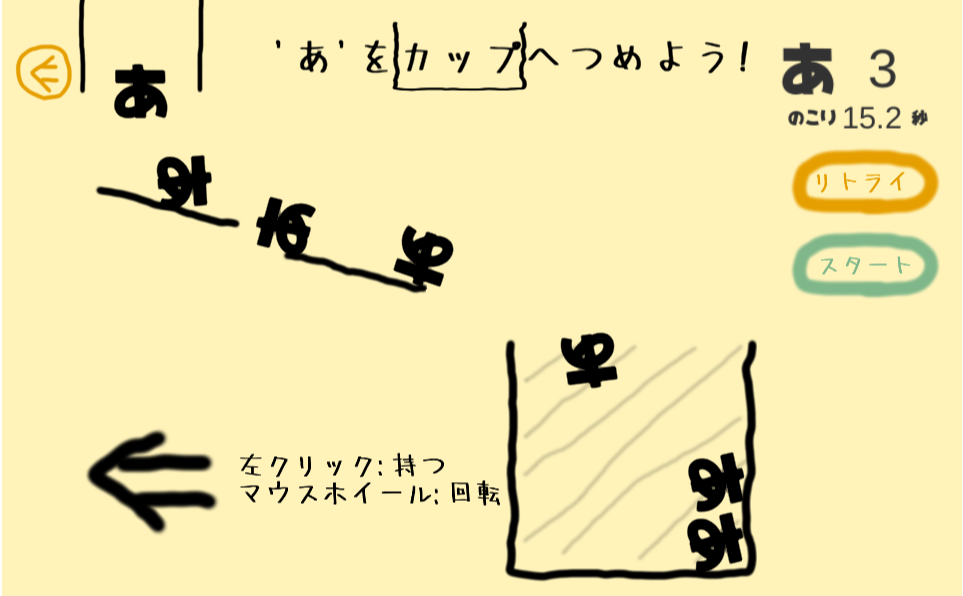 'あ'をカップへつめよう!
あ 3
のこり 15.2 秒
リトライ
スタート
あ
あ
あ
あ
あ
左クリック:持つ
マウスホイール:回転
あ
あ